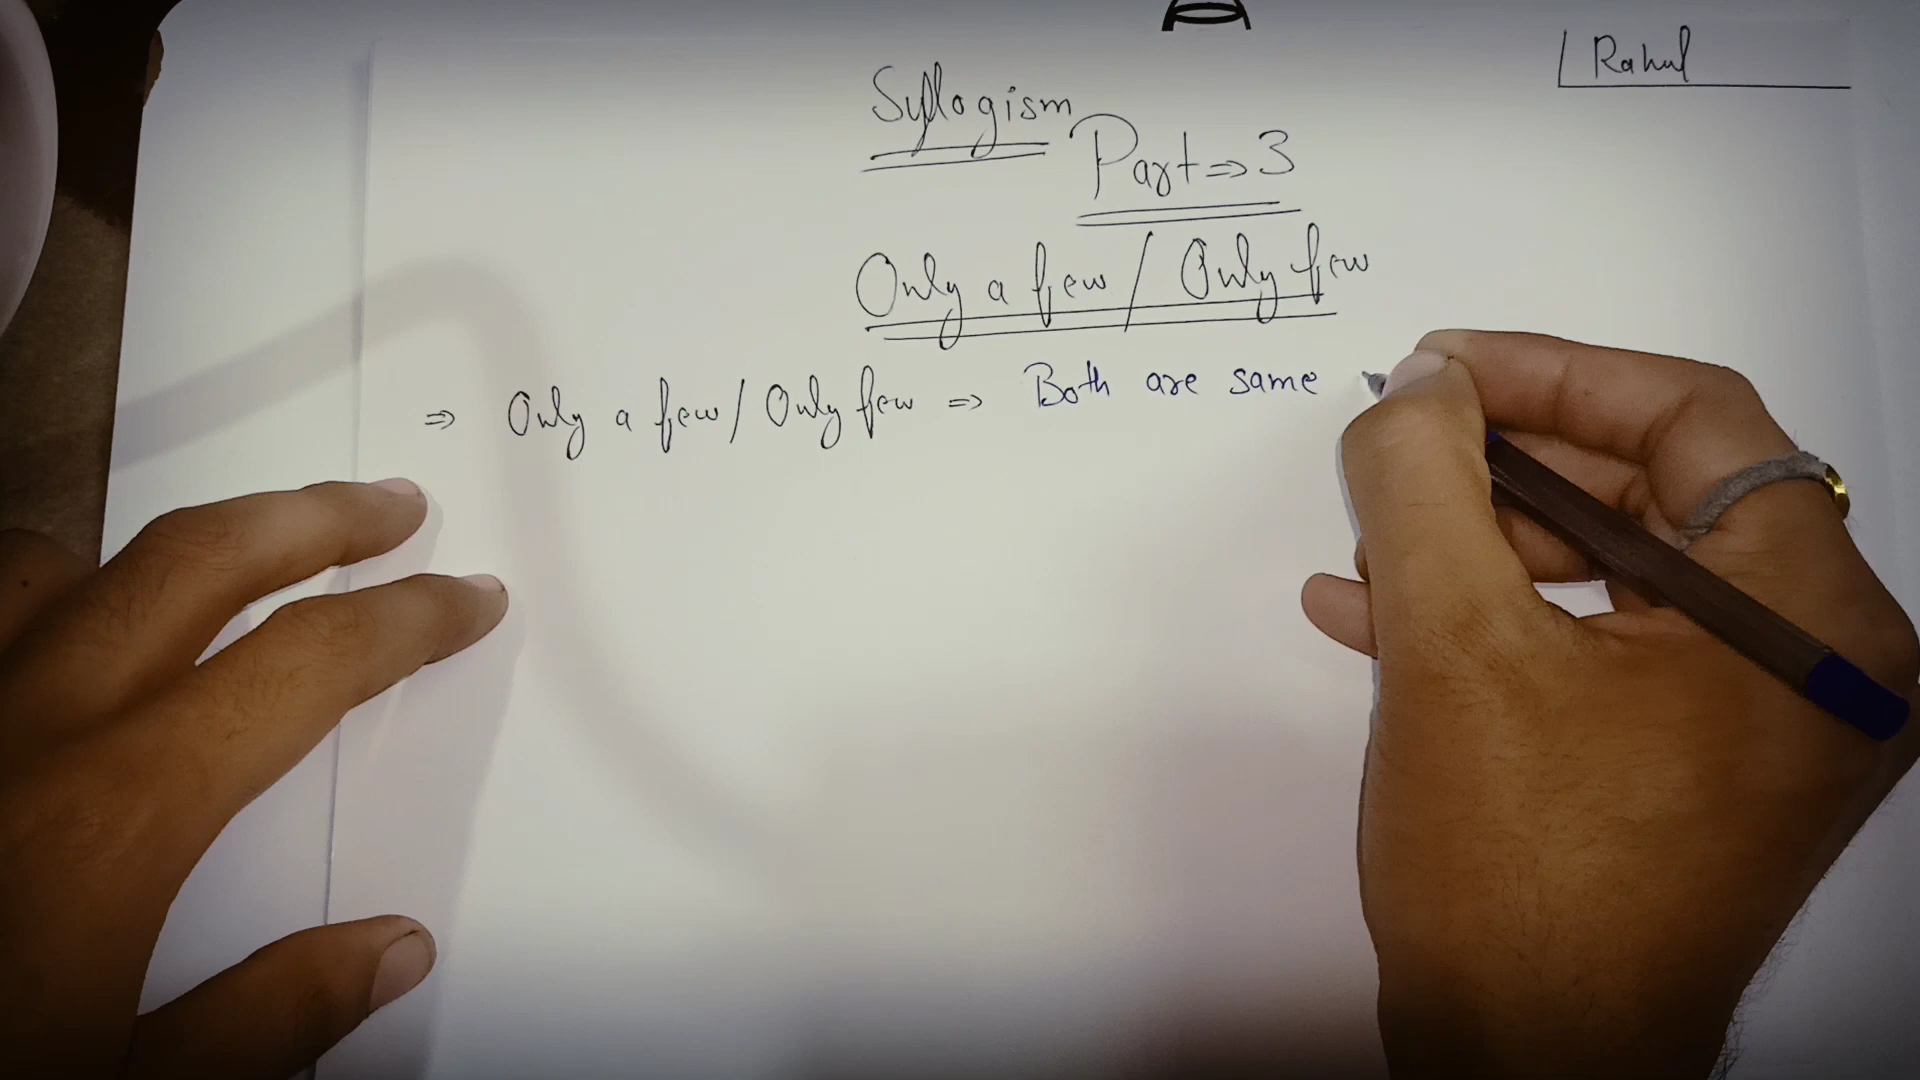 Rahul
Syllogism
Part => 3
Only a few / Only few
=> Only a few / Only few => Both are same